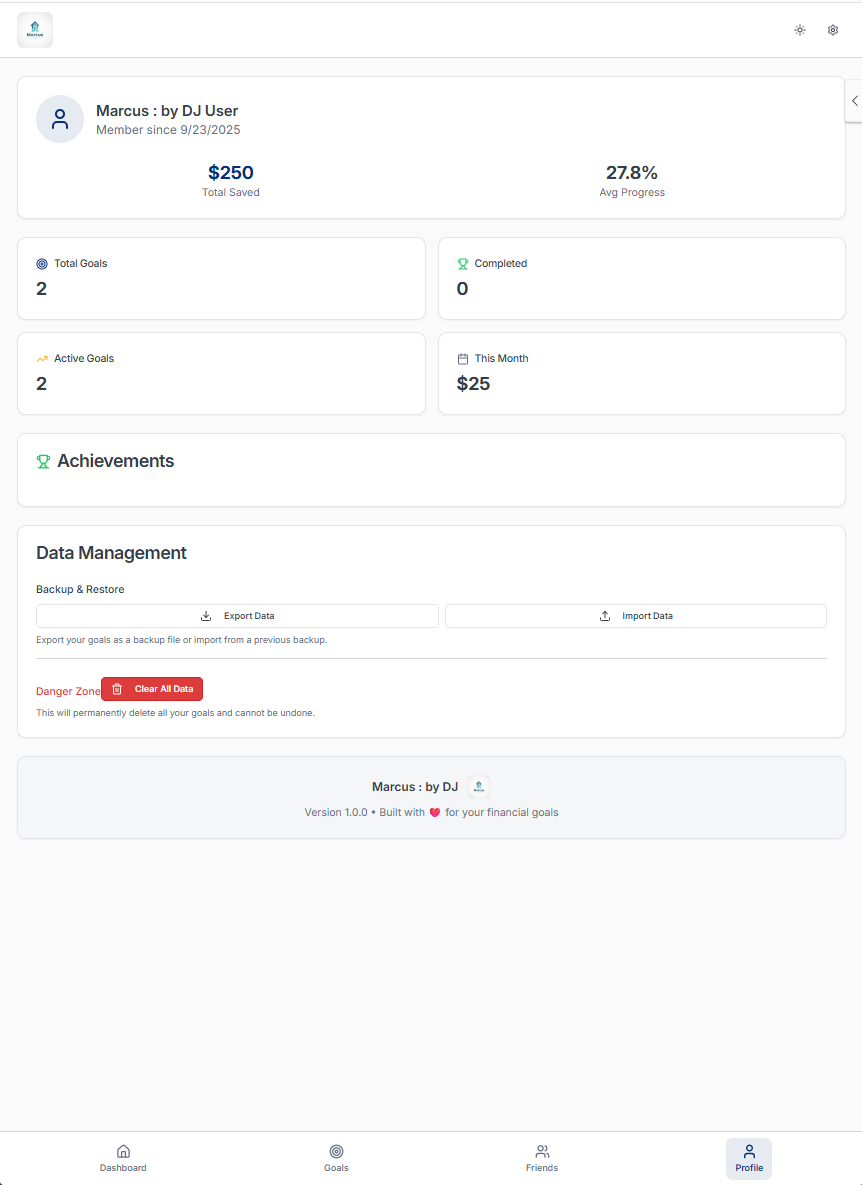 Marcus
Marcus : by DJ User
Member since 9/23/2025
$250
Total Saved
27.8%
Avg Progress
Total Goals
2
Completed
0
Active Goals
2
This Month
$25
Achievements
Data Management
Backup & Restore
Export Data
Import Data
Export your goals as a backup file or import from a previous backup.
Danger Zone
Clear All Data
This will permanently delete all your goals and cannot be undone.
Marcus : by DJ
Version 1.0.0 • Built with ❤️ for your financial goals
Dashboard
Goals
Friends
Profile